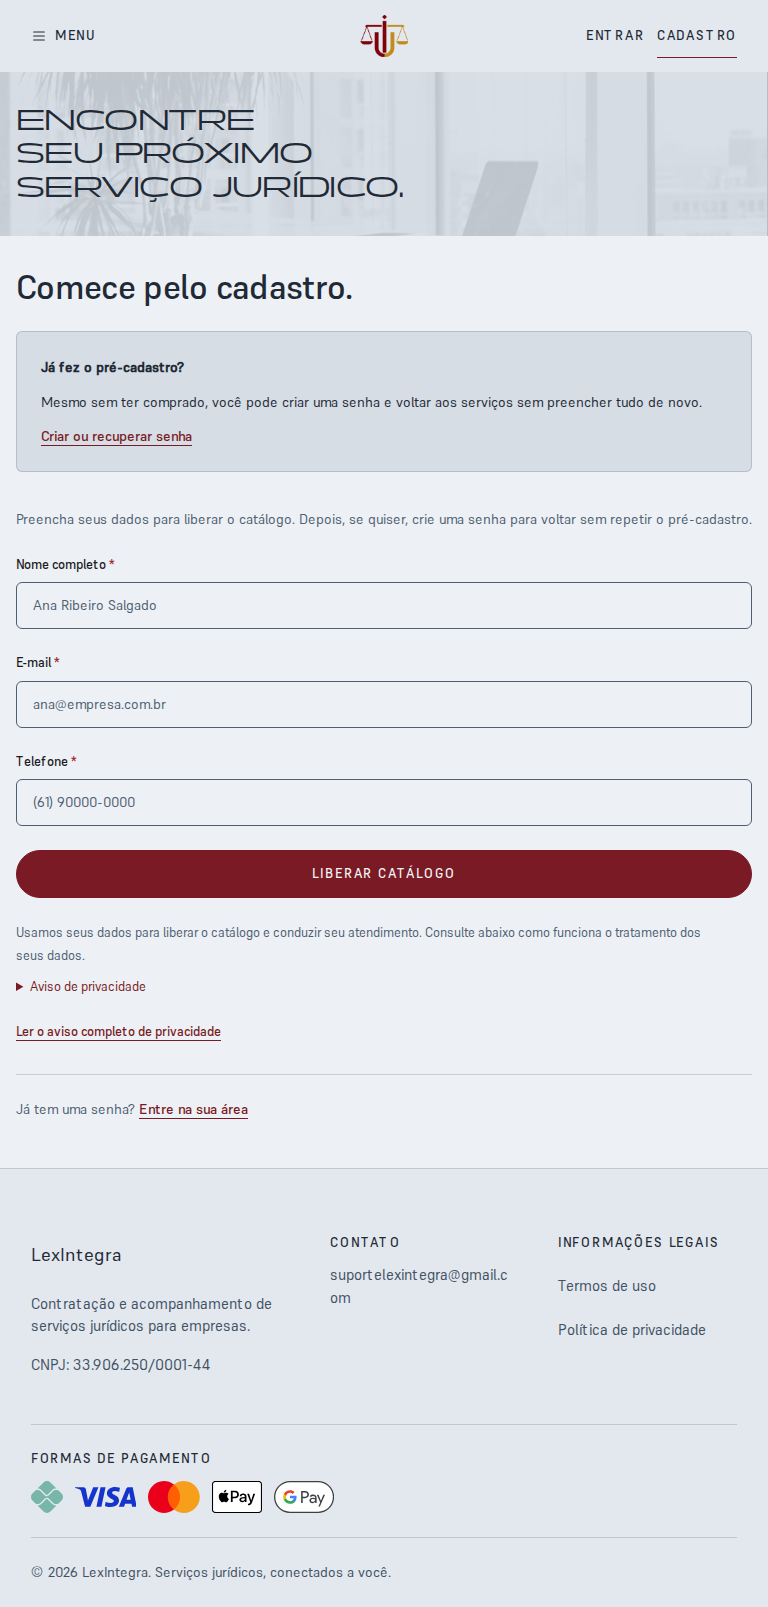 MENU
ENTRAR
CADASTRO
ENCONTRE
SEU PRÓXIMO
SERVIÇO JURÍDICO.
Comece pelo cadastro.
Já fez o pré-cadastro?
Mesmo sem ter comprado, você pode criar uma senha e voltar aos serviços sem preencher tudo de novo.
Criar ou recuperar senha
Preencha seus dados para liberar o catálogo. Depois, se quiser, crie uma senha para voltar sem repetir o pré-cadastro.
Nome completo *
Ana Ribeiro Salgado
E-mail *
ana@empresa.com.br
Telefone *
(61) 90000-0000
LIBERAR CATÁLOGO
Usamos seus dados para liberar o catálogo e conduzir seu atendimento. Consulte abaixo como funciona o tratamento dos
seus dados.
Aviso de privacidade
Ler o aviso completo de privacidade
Já tem uma senha? Entre na sua área
LexIntegra
Contratação e acompanhamento de
serviços jurídicos para empresas.
CNPJ: 33.906.250/0001-44
CONTATO
suportelexintegra@gmail.c
om
INFORMAÇÕES LEGAIS
Termos de uso
Política de privacidade
FORMAS DE PAGAMENTO
VISA
Pay
G Pay
© 2026 LexIntegra. Serviços jurídicos, conectados a você.